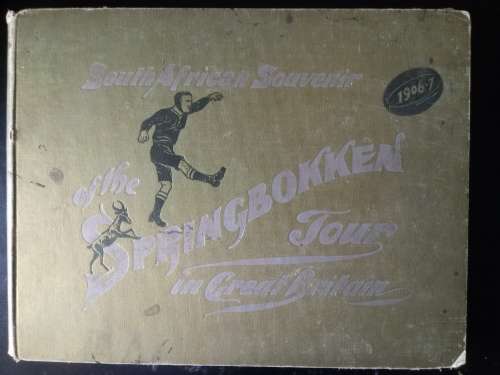 South African Souvenir
1906-7
of the
SPRINGBOKKEN
Tour
in Great Britain